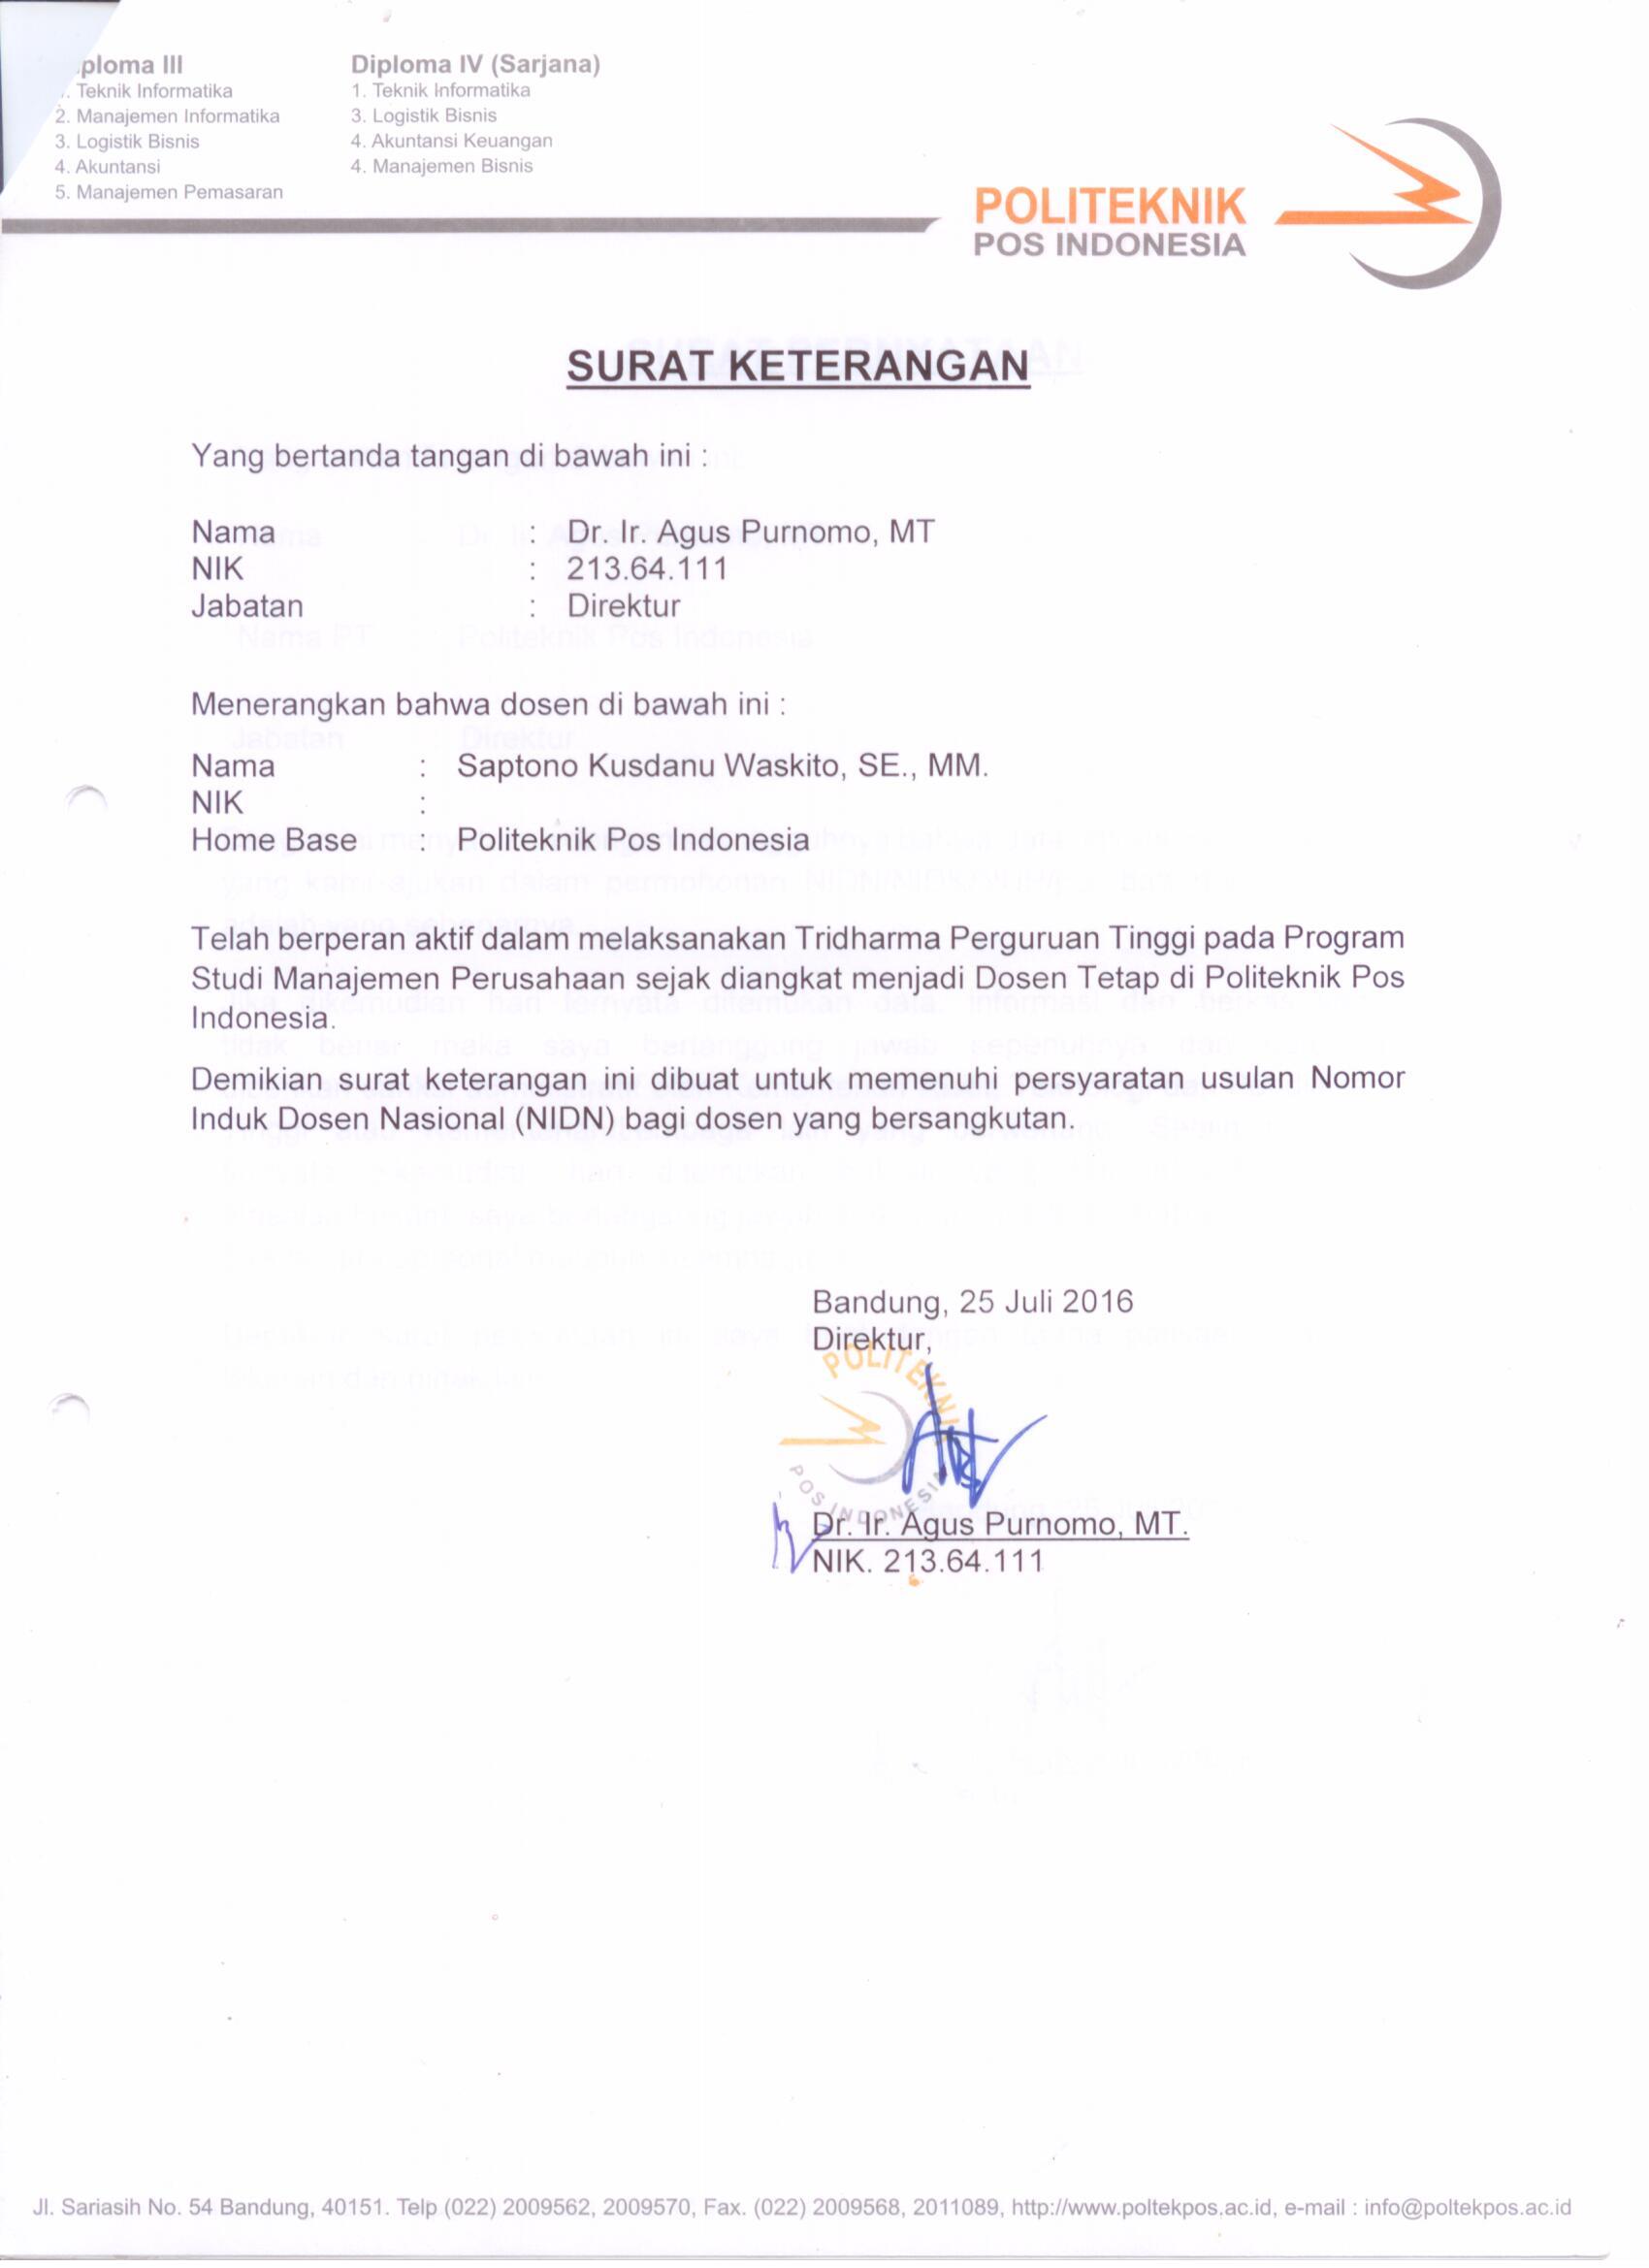 ploma III
. Teknik Informatika
2. Manajemen Informatika
3. Logistik Bisnis
4. Akuntansi
5. Manajemen Pemasaran
Diploma IV (Sarjana)
1. Teknik Informatika
3. Logistik Bisnis
4. Akuntansi Keuangan
4. Manajemen Bisnis
POLITEKNIK
POS INDONESIA
SURAT KETERANGAN
Yang bertanda tangan di bawah ini :
Nama : Dr. Ir. Agus Purnomo, MT
NIK : 213.64.111
Jabatan : Direktur
Menerangkan bahwa dosen di bawah ini :
Nama : Saptono Kusdanu Waskito, SE., MM.
NIK :
Home Base : Politeknik Pos Indonesia
Telah berperan aktif dalam melaksanakan Tridharma Perguruan Tinggi pada Program
Studi Manajemen Perusahaan sejak diangkat menjadi Dosen Tetap di Politeknik Pos
Indonesia.
Demikian surat keterangan ini dibuat untuk memenuhi persyaratan usulan Nomor
Induk Dosen Nasional (NIDN) bagi dosen yang bersangkutan.
Bandung, 25 Juli 2016
Direktur,
POLITEKNIK
POS INDONESIA
Dr. Ir. Agus Purnomo, MT.
NIK. 213.64.111
Jl. Sariasih No. 54 Bandung, 40151. Telp (022) 2009562, 2009570, Fax. (022) 2009568, 2011089, http://www.poltekpos.ac.id, e-mail : info@poltekpos.ac.id